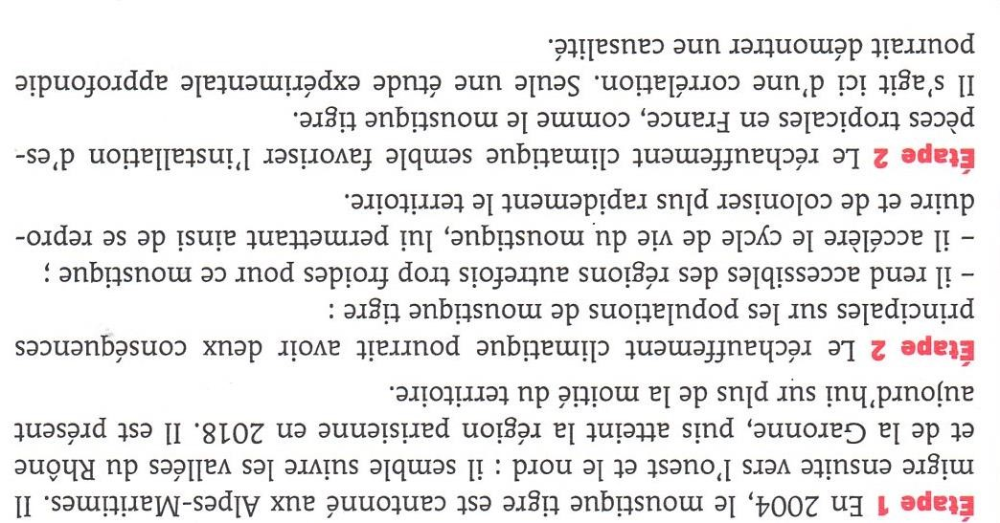 Étape 1 En 2004, le moustique tigre est cantonné aux Alpes-Maritimes. Il
migre ensuite vers l'ouest et le nord : il semble suivre les vallées du Rhône
et de la Garonne, puis atteint la région parisienne en 2018. Il est présent
aujourd'hui sur plus de la moitié du territoire.
Étape 2 Le réchauffement climatique pourrait avoir deux conséquences
principales sur les populations de moustique tigre :
– il rend accessibles des régions autrefois trop froides pour ce moustique ;
– il accélère le cycle de vie du moustique, lui permettant ainsi de se repro-
duire et de coloniser plus rapidement le territoire.
Étape 2 Le réchauffement climatique semble favoriser l'installation d'es-
pèces tropicales en France, comme le moustique tigre.
Il s'agit ici d'une corrélation. Seule une étude expérimentale approfondie
pourrait démontrer une causalité.